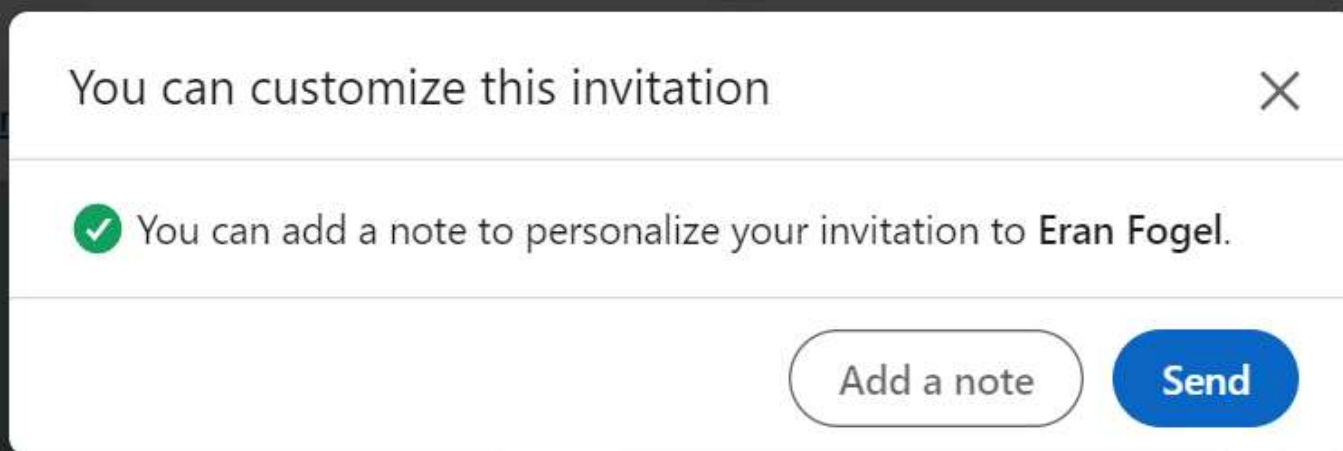 You can customize this invitation
You can add a note to personalize your invitation to Eran Fogel.
Add a note
Send